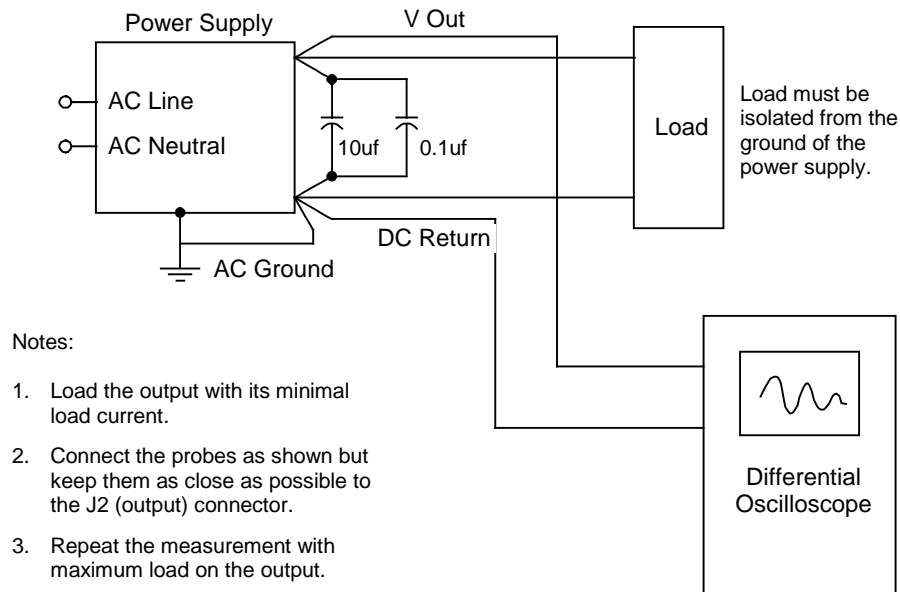 Power Supply
V Out
AC Line
AC Neutral
10uf
0.1uf
Load
Load must be
isolated from the
ground of the
power supply.
DC Return
AC Ground
Notes:
1. Load the output with its minimal
load current.
2. Connect the probes as shown but
keep them as close as possible to
the J2 (output) connector.
3. Repeat the measurement with
maximum load on the output.
Differential
Oscilloscope